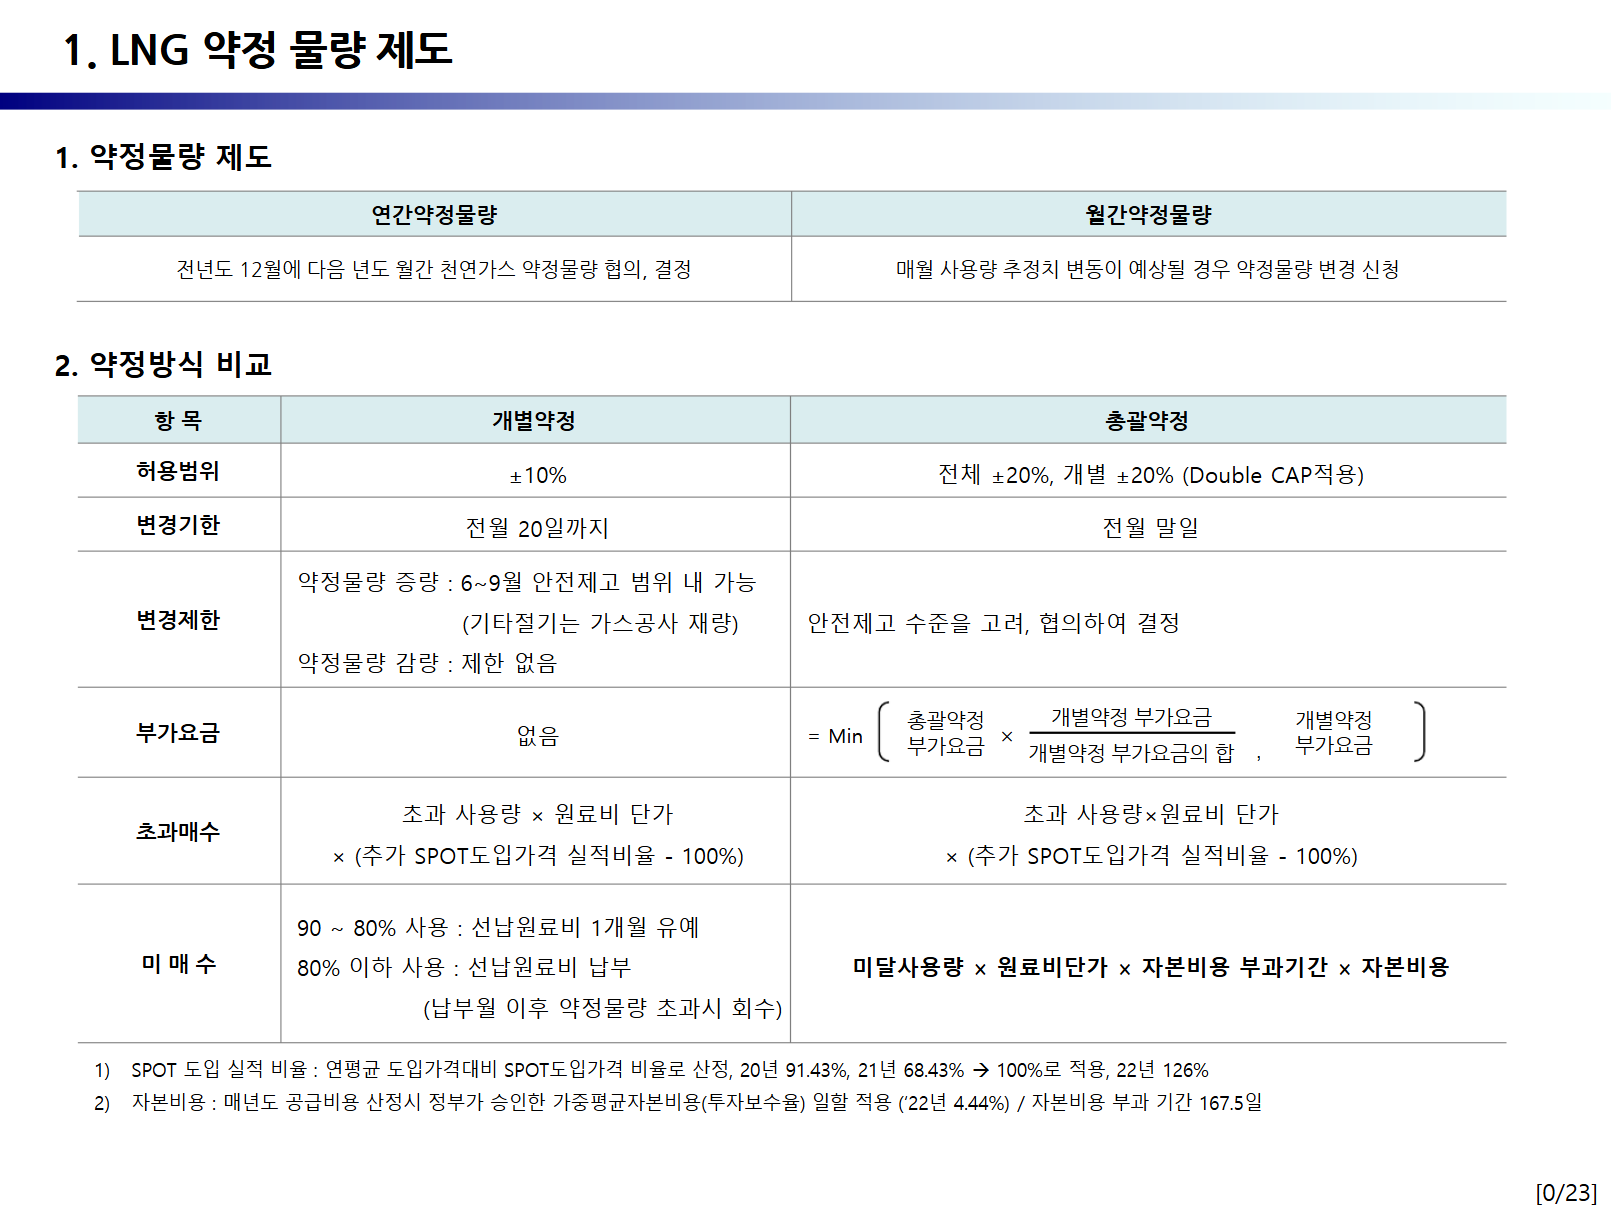 1. LNG 약정 물량 제도
1. 약정물량 제도
연간약정물량 월간약정물량
전년도 12월에 다음 년도 월간 천연가스 약정물량 협의, 결정 매월 사용량 추정치 변동이 예상될 경우 약정물량 변경 신청
2. 약정방식 비교
항 목 개별약정 총괄약정
허용범위 ±10% 전체 ±20%, 개별 ±20% (Double CAP적용)
변경기한 전월 20일까지 전월 말일
변경제한
약정물량 증량 : 6~9월 안전제고 범위 내 가능
(기타절기는 가스공사 재량)
약정물량 감량 : 제한 없음
안전제고 수준을 고려, 협의하여 결정
부가요금 없음
= Min ( 총괄약정 부가요금 × 개별약정 부가요금 / 개별약정 부가요금의 합 , 개별약정 부가요금 )
초과매수
초과 사용량 × 원료비 단가
× (추가 SPOT도입가격 실적비율 - 100%)
초과 사용량×원료비 단가
× (추가 SPOT도입가격 실적비율 - 100%)
미 매 수
90 ~ 80% 사용 : 선납원료비 1개월 유예
80% 이하 사용 : 선납원료비 납부
(납부월 이후 약정물량 초과시 회수)
미달사용량 × 원료비단가 × 자본비용 부과기간 × 자본비용
1) SPOT 도입 실적 비율 : 연평균 도입가격대비 SPOT도입가격 비율로 산정, 20년 91.43%, 21년 68.43% → 100%로 적용, 22년 126%
2) 자본비용 : 매년도 공급비용 산정시 정부가 승인한 가중평균자본비용(투자보수율) 일할 적용 (‘22년 4.44%) / 자본비용 부과 기간 167.5일
[0/23]